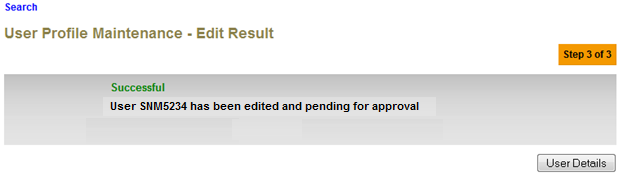 Search
User Profile Maintenance - Edit Result
Step 3 of 3
Successful
User SNM5234 has been edited and pending for approval
User Details